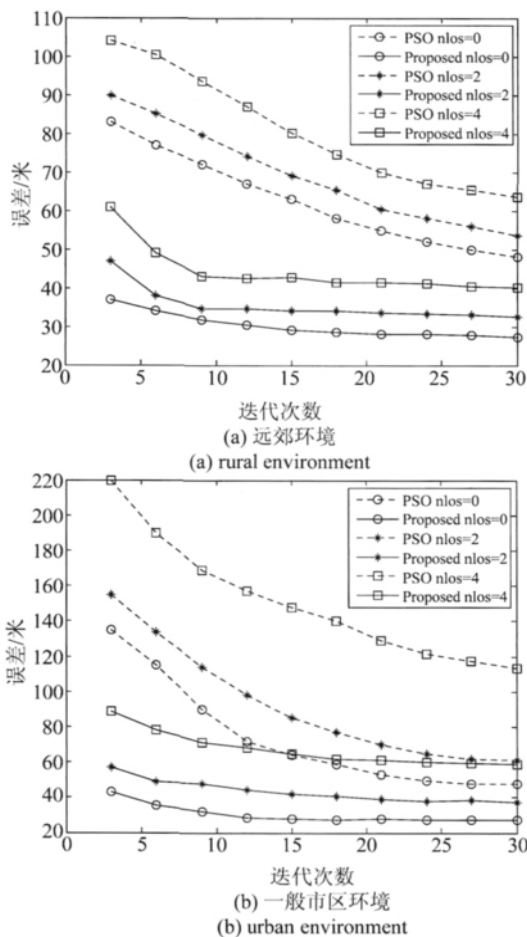 110
100
90
80
70
60
50
40
30
20
误差/米
PSO nlos=0
Proposed nlos=0
PSO nlos=2
Proposed nlos=2
PSO nlos=4
Proposed nlos=4
0 5 10 15 20 25 30
迭代次数
(a) 远郊环境
(a) rural environment
220
200
180
160
140
120
100
80
60
40
20
误差/米
PSO nlos=0
Proposed nlos=0
PSO nlos=2
Proposed nlos=2
PSO nlos=4
Proposed nlos=4
0 5 10 15 20 25 30
迭代次数
(b) 一般市区环境
(b) urban environment